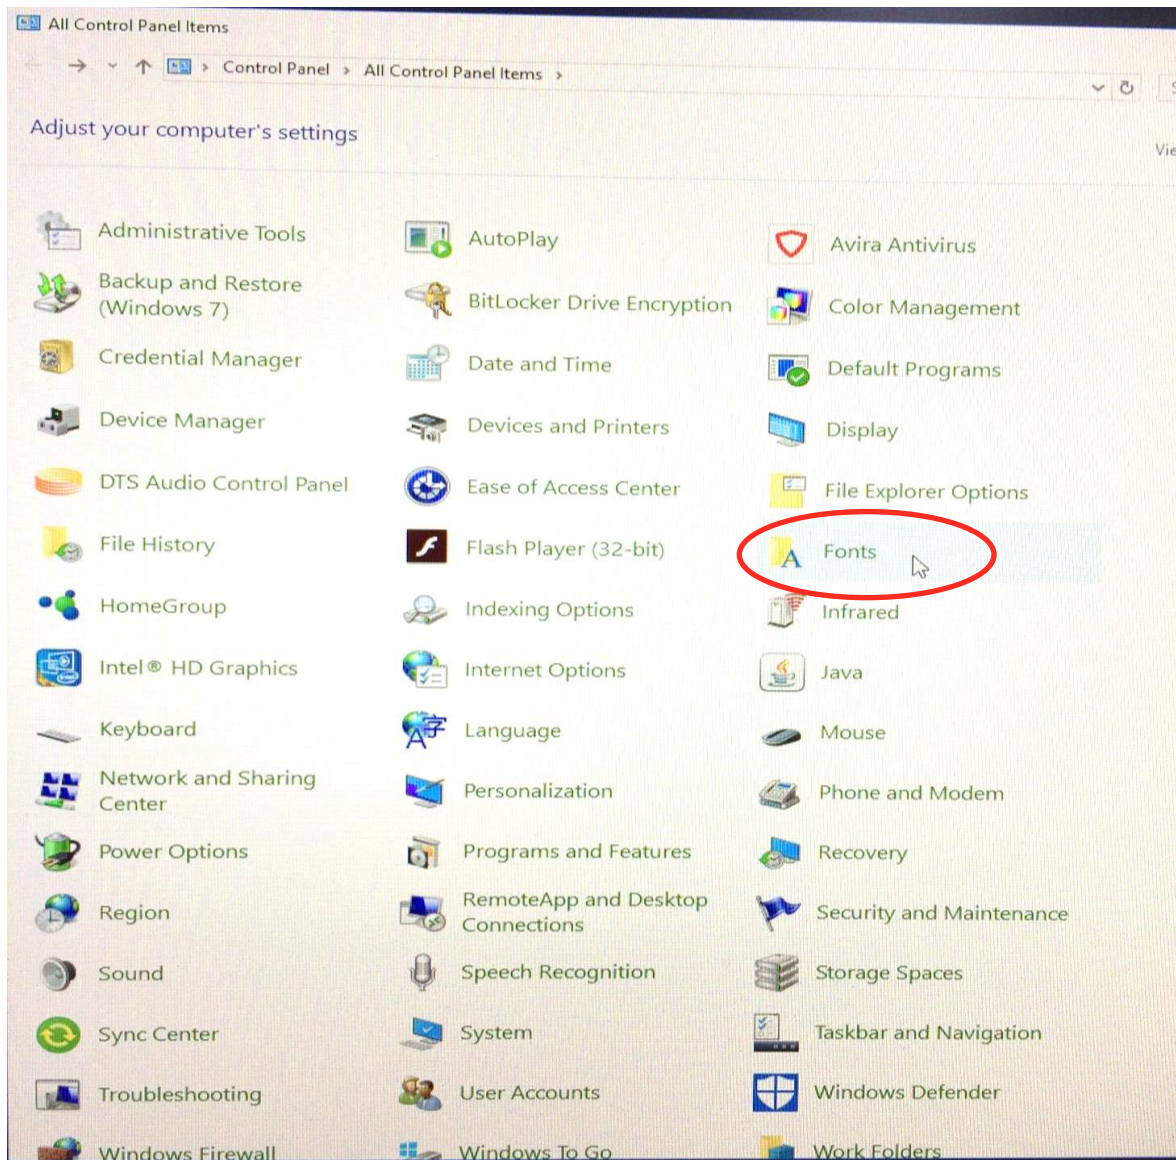 All Control Panel Items
Control Panel > All Control Panel Items >
Adjust your computer's settings
Administrative Tools
AutoPlay
Avira Antivirus
Backup and Restore
(Windows 7)
BitLocker Drive Encryption
Color Management
Credential Manager
Date and Time
Default Programs
Device Manager
Devices and Printers
Display
DTS Audio Control Panel
Ease of Access Center
File Explorer Options
File History
Flash Player (32-bit)
Fonts
HomeGroup
Indexing Options
Infrared
Intel® HD Graphics
Internet Options
Java
Keyboard
Language
Mouse
Network and Sharing
Center
Personalization
Phone and Modem
Power Options
Programs and Features
Recovery
Region
RemoteApp and Desktop
Connections
Security and Maintenance
Sound
Speech Recognition
Storage Spaces
Sync Center
System
Taskbar and Navigation
Troubleshooting
User Accounts
Windows Defender
Windows Firewall
Windows To Go
Work Folders